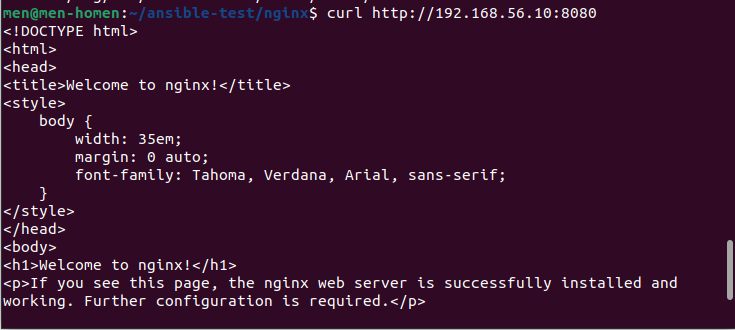 men@men-homen:~/ansible-test/nginx$ curl http://192.168.56.10:8080
<!DOCTYPE html>
<html>
<head>
<title>Welcome to nginx!</title>
<style>
    body {
        width: 35em;
        margin: 0 auto;
        font-family: Tahoma, Verdana, Arial, sans-serif;
    }
</style>
</head>
<body>
<h1>Welcome to nginx!</h1>
<p>If you see this page, the nginx web server is successfully installed and
working. Further configuration is required.</p>